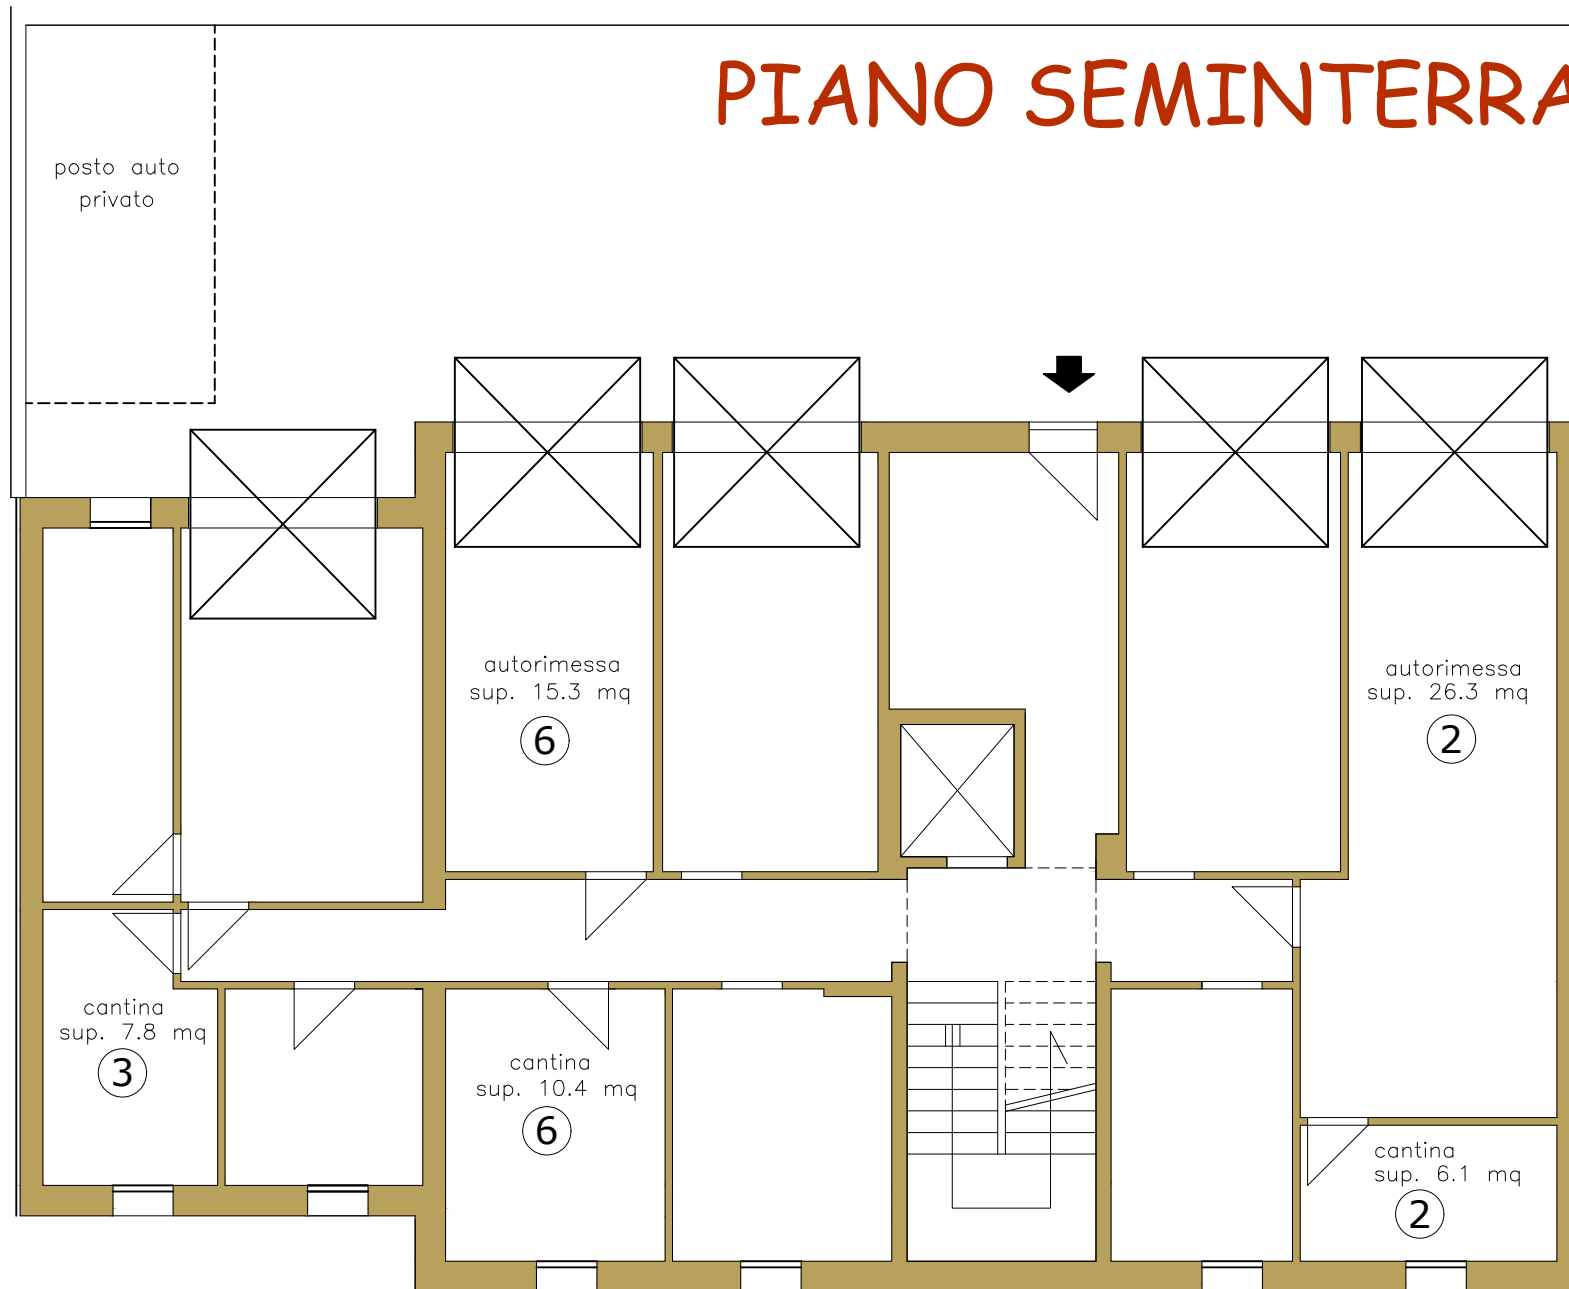 PIANO SEMINTERRA
posto auto
privato
autorimessa
sup. 15.3 mq
6
autorimessa
sup. 26.3 mq
2
cantina
sup. 7.8 mq
3
cantina
sup. 10.4 mq
6
cantina
sup. 6.1 mq
2